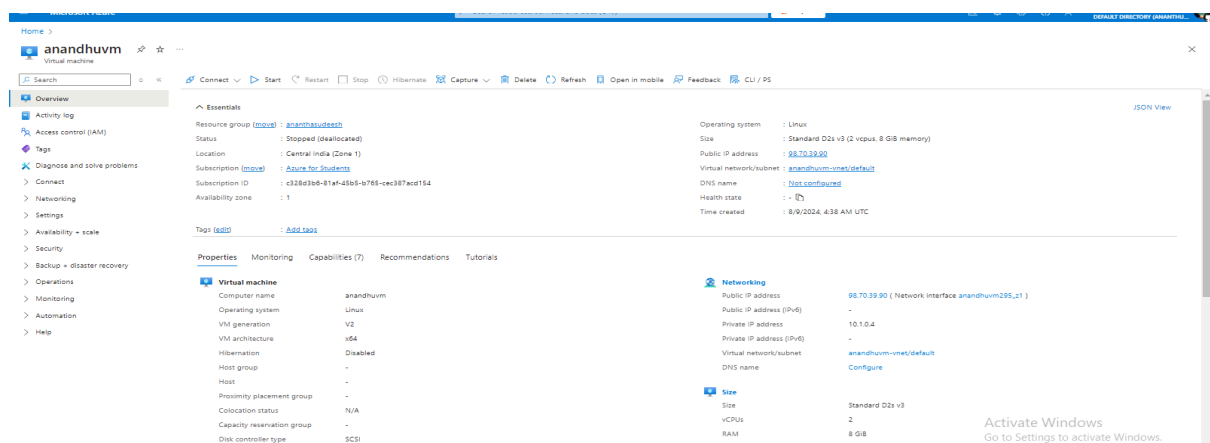 Microsoft Azure
DEFAULT DIRECTORY (ANANTHU...
Home >
anandhuvm
Virtual machine
Search
Connect
Start
Restart
Stop
Hibernate
Capture
Delete
Refresh
Open in mobile
Feedback
CLI / PS
Overview
Activity log
Access control (IAM)
Tags
Diagnose and solve problems
Connect
Networking
Settings
Availability + scale
Security
Backup + disaster recovery
Operations
Monitoring
Automation
Help
Essentials
JSON View
Resource group (move) : ananthasudeesh
Status : Stopped (deallocated)
Location : Central India (Zone 1)
Subscription (move) : Azure for Students
Subscription ID : c328d3b6-81af-45b5-b765-cec387acd154
Availability zone : 1
Operating system : Linux
Size : Standard D2s v3 (2 vcpus, 8 GiB memory)
Public IP address : 98.70.39.90
Virtual network/subnet : anandhuvm-vnet/default
DNS name : Not configured
Health state : -
Time created : 8/9/2024, 4:38 AM UTC
Tags (edit) : Add tags
Properties Monitoring Capabilities (7) Recommendations Tutorials
Virtual machine
Computer name anandhuvm
Operating system Linux
VM generation V2
VM architecture x64
Hibernation Disabled
Host group -
Host -
Proximity placement group -
Colocation status N/A
Capacity reservation group -
Disk controller type SCSI
Networking
Public IP address 98.70.39.90 ( Network interface anandhuvm295_z1 )
Public IP address (IPv6) -
Private IP address 10.1.0.4
Private IP address (IPv6) -
Virtual network/subnet anandhuvm-vnet/default
DNS name Configure
Size
Size Standard D2s v3
vCPUs 2
RAM 8 GiB
Activate Windows
Go to Settings to activate Windows.